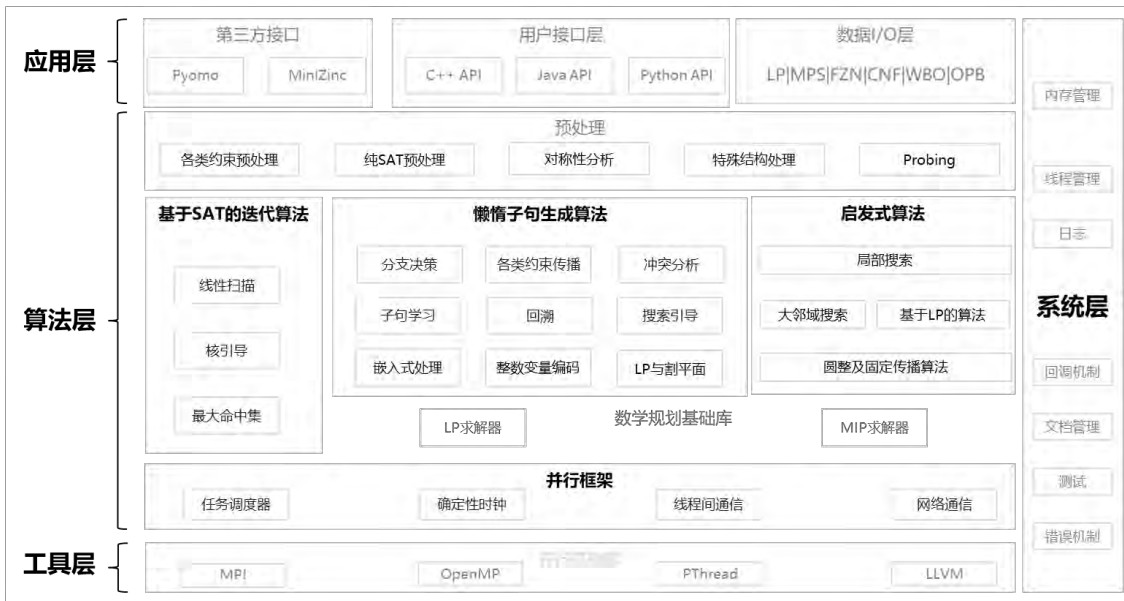 应用层
第三方接口
Pyomo
MiniZinc
用户接口层
C++ API
Java API
Python API
数据I/O层
LP|MPS|FZN|CNF|WBO|OPB
算法层
预处理
各类约束预处理
纯SAT预处理
对称性分析
特殊结构处理
Probing
基于SAT的迭代算法
线性扫描
核引导
最大命中集
懒惰子句生成算法
分支决策
各类约束传播
冲突分析
子句学习
回溯
搜索引导
嵌入式处理
整数变量编码
LP与割平面
启发式算法
局部搜索
大邻域搜索
基于LP的算法
圆整及固定传播算法
数学规划基础库
LP求解器
MIP求解器
并行框架
任务调度器
确定性时钟
线程间通信
网络通信
工具层
MPI
OpenMP
PThread
LLVM
系统层
内存管理
线程管理
日志
回调机制
文档管理
测试
错误机制